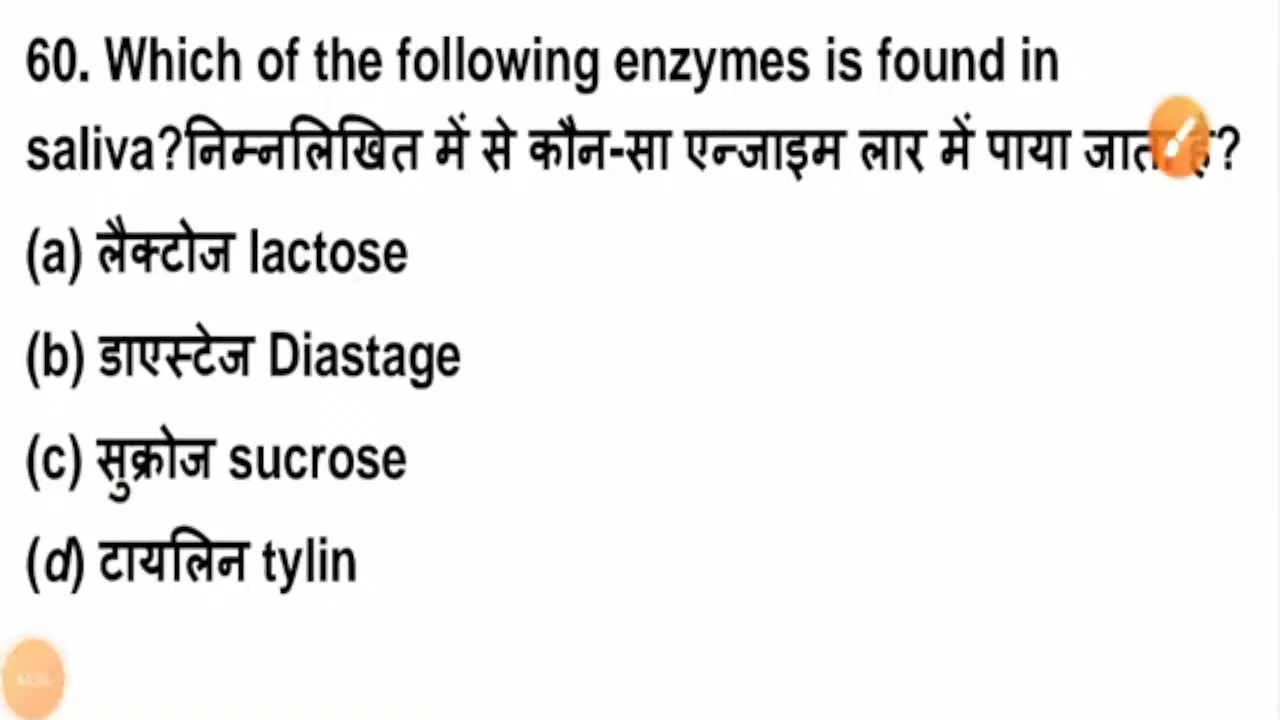 60. Which of the following enzymes is found in
saliva?निम्नलिखित में से कौन-सा एन्जाइम लार में पाया जाता है?
(a) लैक्टोज lactose
(b) डाएस्टेज Diastage
(c) सुक्रोज sucrose
(d) टायलिन tylin